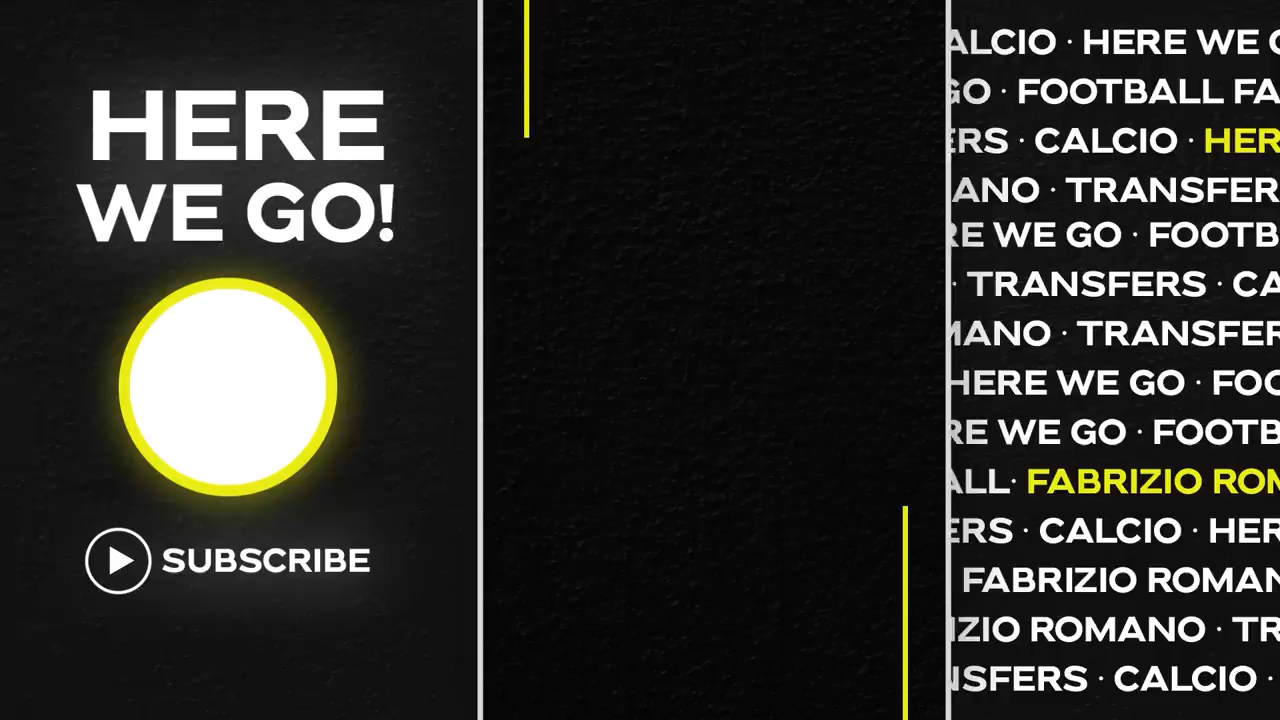 HERE
WE GO!
SUBSCRIBE
ALCIO · HERE WE
GO · FOOTBALL FA
ERS · CALCIO · HER
ANO · TRANSFER
RE WE GO · FOOTB
· TRANSFERS · CA
MANO · TRANSFER
HERE WE GO · FOO
RE WE GO · FOOTB
ALL· FABRIZIO ROM
ERS · CALCIO · HER
FABRIZIO ROMAN
IZIO ROMANO · TR
NSFERS · CALCIO ·